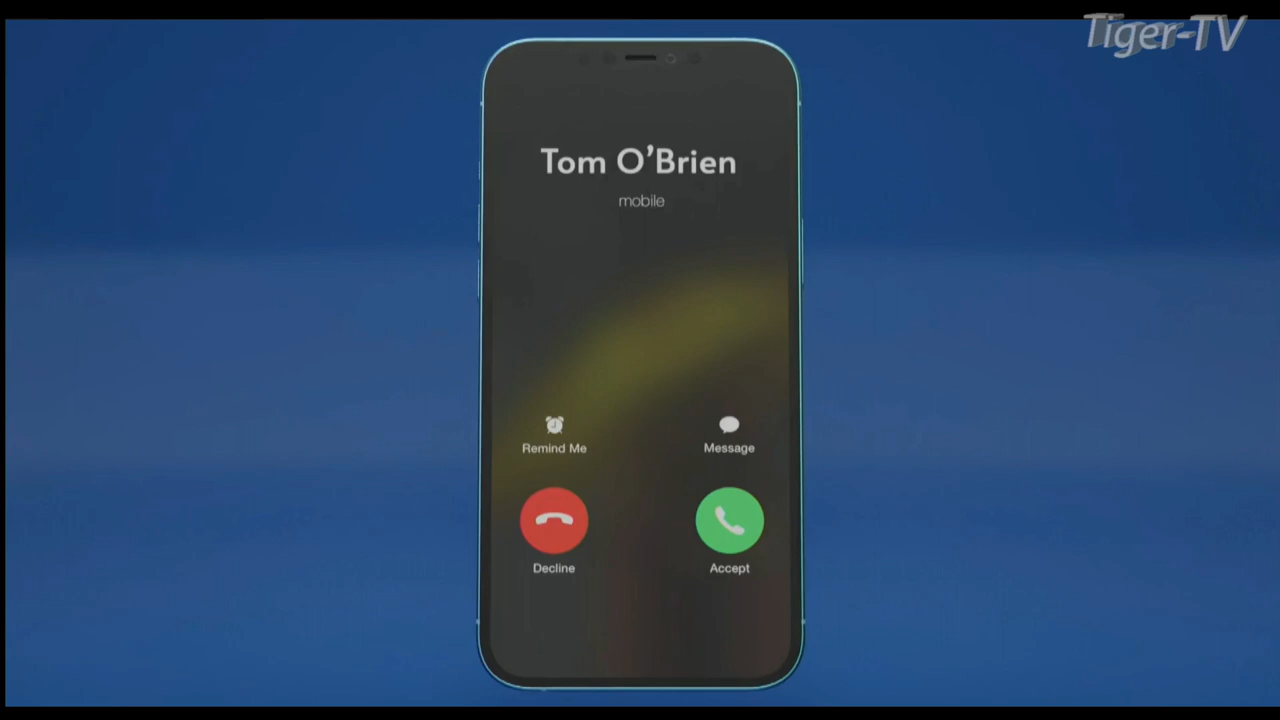 Tiger-TV
Tom O’Brien
mobile
Remind Me
Message
Decline
Accept